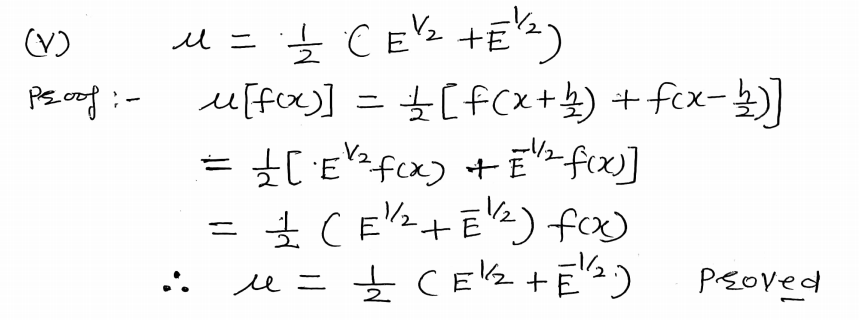 (V) μ = 1/2 (E^1/2 + E^-1/2)
Proof :- μ[f(x)] = 1/2 [f(x+h/2) + f(x-h/2)]
= 1/2 [E^1/2 f(x) + E^-1/2 f(x)]
= 1/2 (E^1/2 + E^-1/2) f(x)
∴ μ = 1/2 (E^1/2 + E^-1/2) Proved